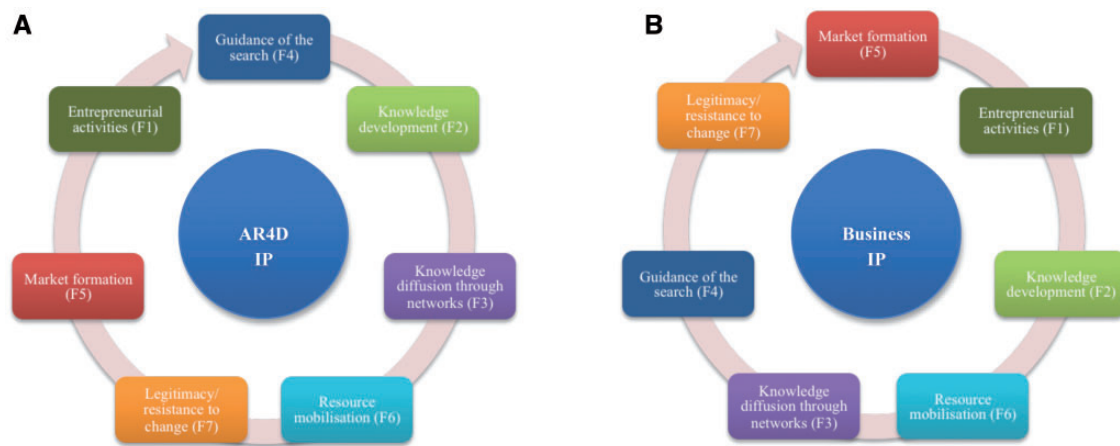 A
Guidance of the
search (F4)
Knowledge
development (F2)
Knowledge
diffusion through
networks (F3)
Resource
mobilisation (F6)
Legitimacy/
resistance to
change (F7)
Market formation
(F5)
Entrepreneurial
activities (F1)
AR4D
IP
B
Market formation
(F5)
Entrepreneurial
activities (F1)
Knowledge
development (F2)
Resource
mobilisation (F6)
Knowledge
diffusion through
networks (F3)
Guidance of the
search (F4)
Legitimacy/
resistance to
change (F7)
Business
IP